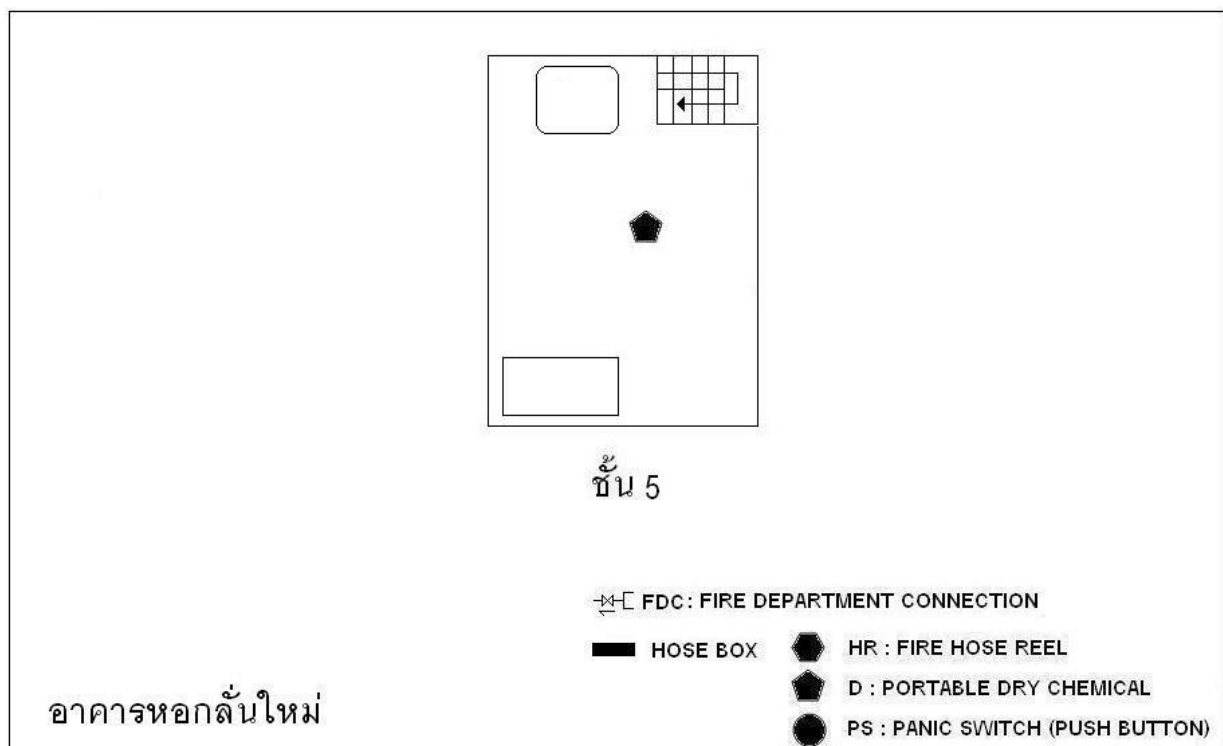 ชั้น 5
FDC : FIRE DEPARTMENT CONNECTION
HOSE BOX
HR : FIRE HOSE REEL
D : PORTABLE DRY CHEMICAL
PS : PANIC SWITCH (PUSH BUTTON)
อาคารหอกลั่นใหม่